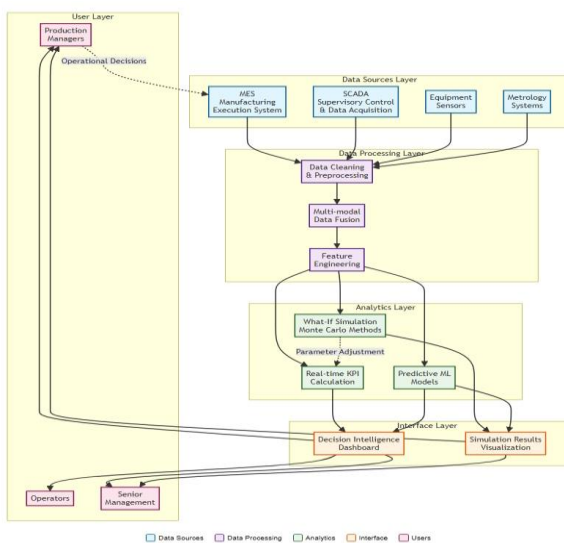 User Layer
Production
Managers
Operational Decisions
Data Sources Layer
MES
Manufacturing
Execution System
SCADA
Supervisory Control
& Data Acquisition
Equipment
Sensors
Metrology
Systems
Data Processing Layer
Data Cleaning
& Preprocessing
Multi-modal
Data Fusion
Feature
Engineering
Analytics Layer
What-If Simulation
Monte Carlo Methods
Parameter Adjustment
Real-time KPI
Calculation
Predictive ML
Models
Interface Layer
Decision Intelligence
Dashboard
Simulation Results
Visualization
Operators
Senior
Management
Data Sources
Data Processing
Analytics
Interface
Users